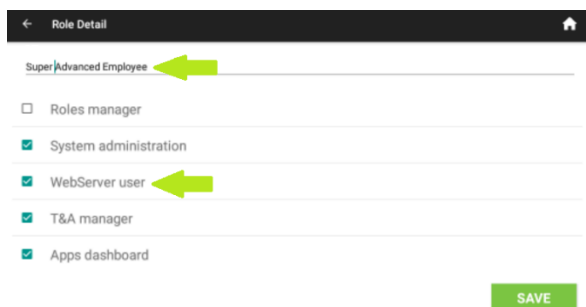 Role Detail
Super Advanced Employee
Roles manager
System administration
WebServer user
T&A manager
Apps dashboard
SAVE